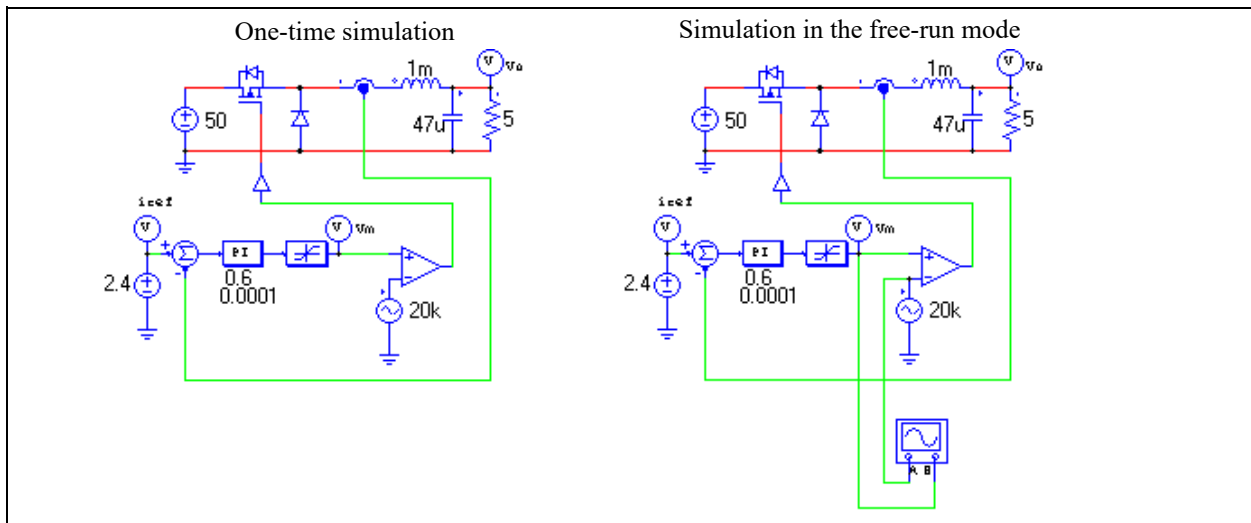 One-time simulation
1m
V
Vo
50
47u
5
iref
V
V
Vm
+
-
Σ
PI
2.4
0.6
0.0001
20k
Simulation in the free-run mode
1m
V
Vo
50
47u
5
iref
V
V
Vm
+
-
Σ
PI
2.4
0.6
0.0001
20k
A B